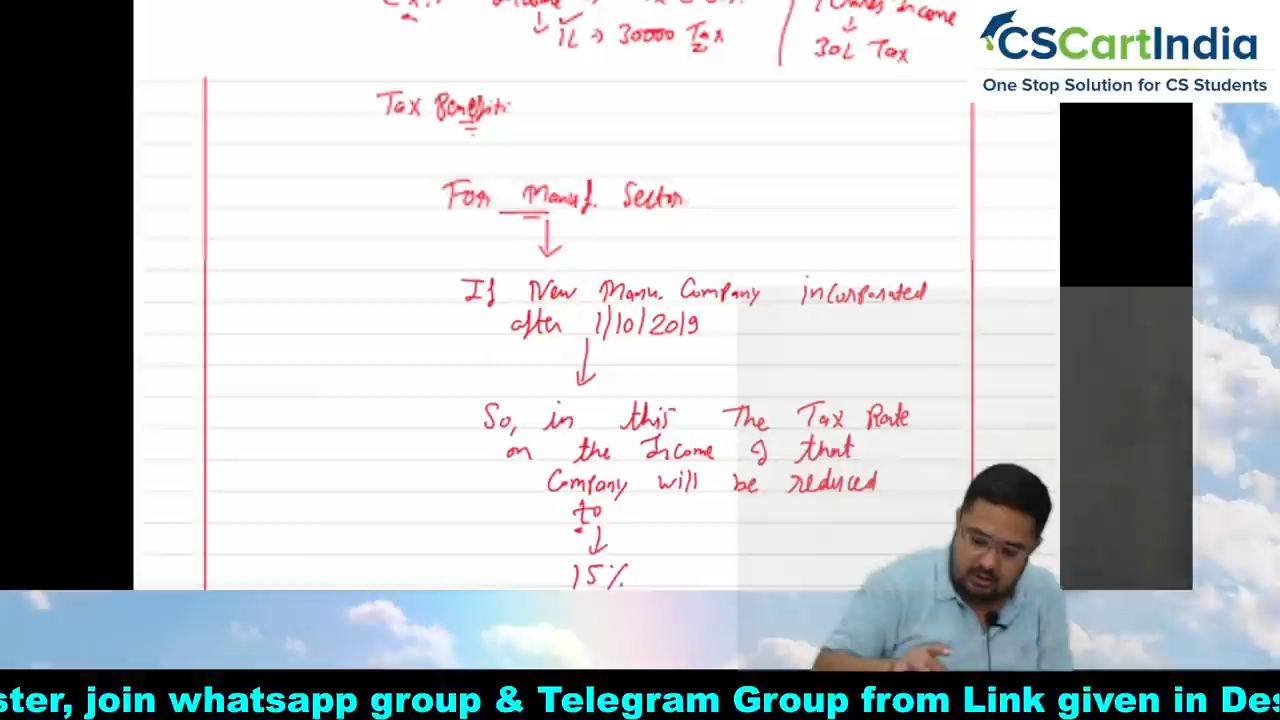 1L → 30000 Tax
Income
30L Tax
CSCartIndia
One Stop Solution for CS Students
Tax Benefits
For Manuf. Sector
If New Manu. Company incorporated
after 1/10/2019
So, in this The Tax Rate
on the Income of that
Company will be reduced
to
15%
ster, join whatsapp group & Telegram Group from Link given in Des